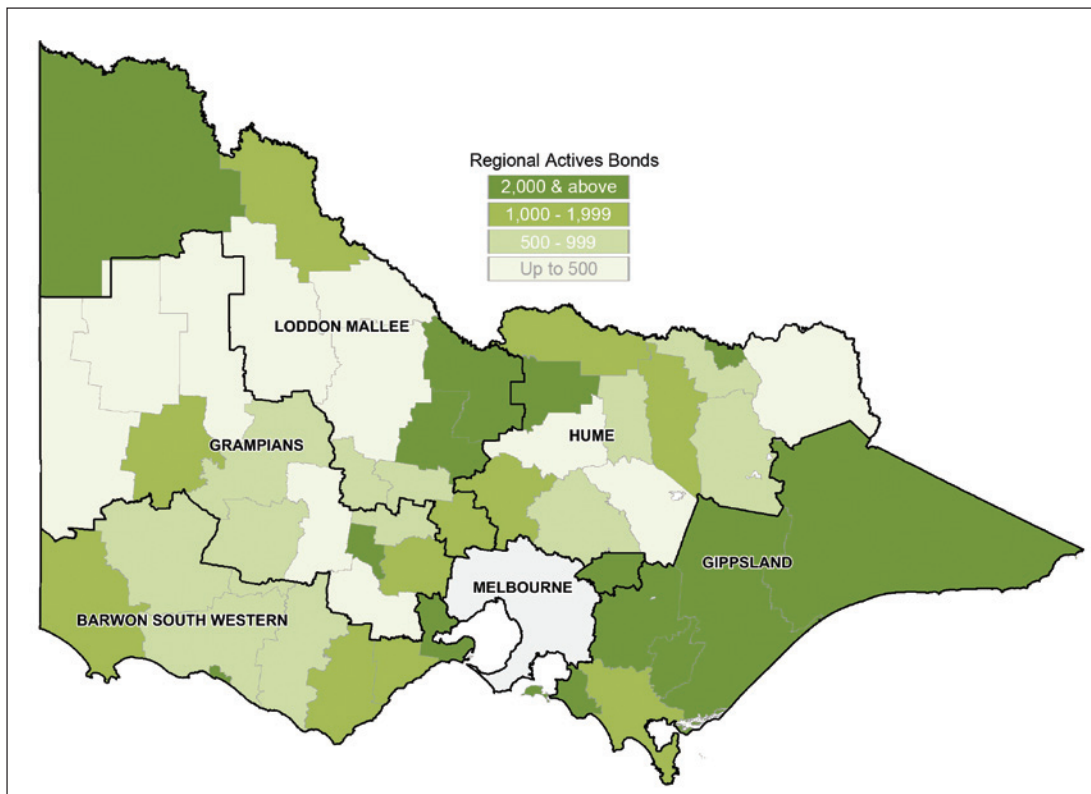 Regional Actives Bonds
2,000 & above
1,000 - 1,999
500 - 999
Up to 500
LODDON MALLEE
GRAMPIANS
HUME
GIPPSLAND
MELBOURNE
BARWON SOUTH WESTERN